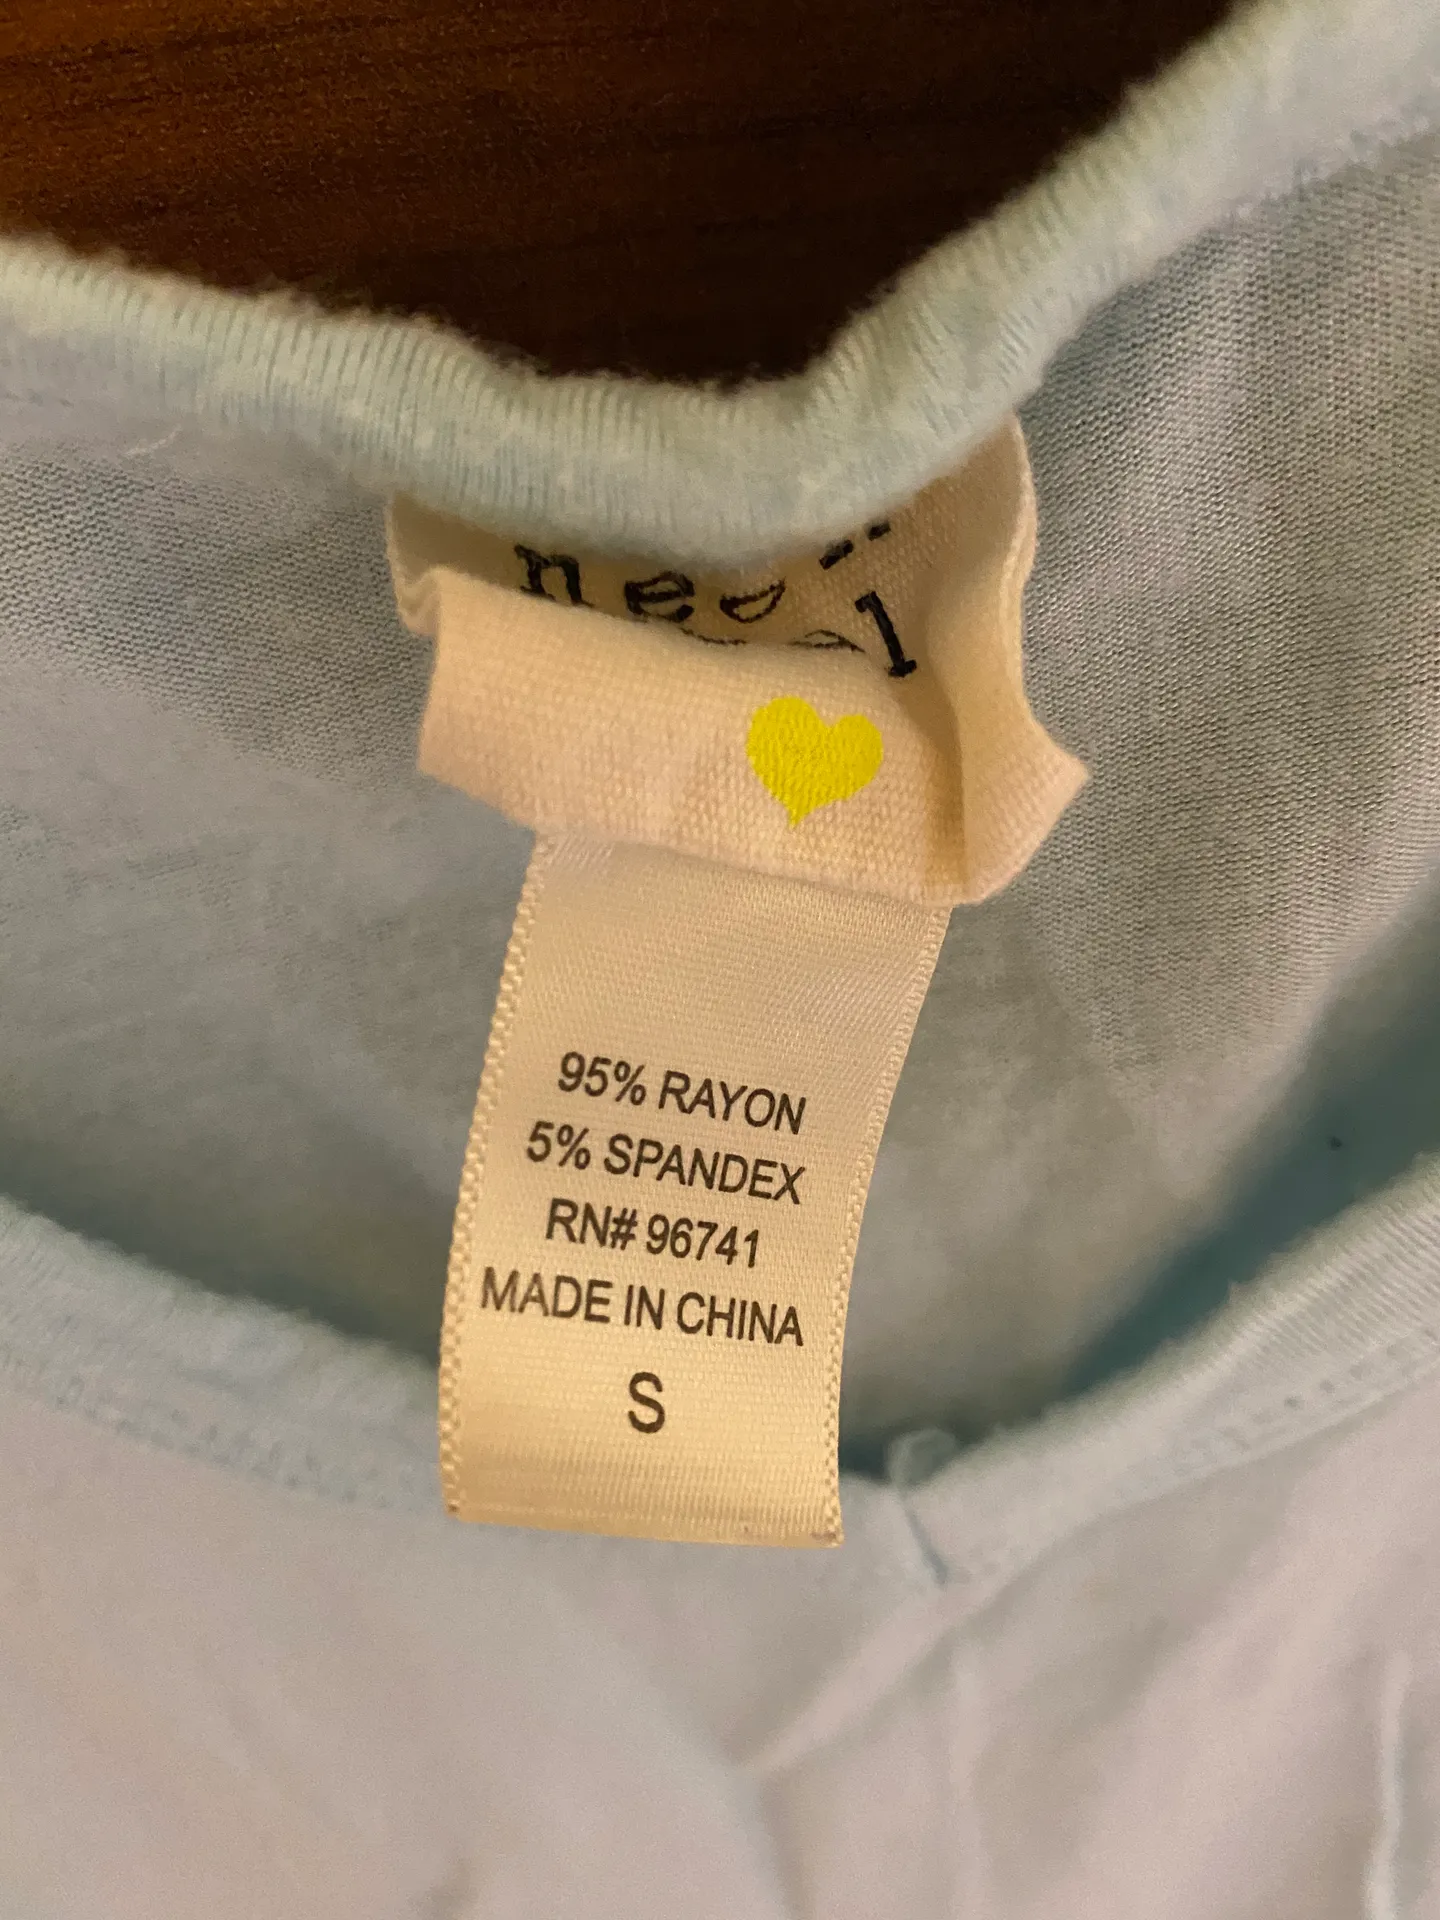 95% RAYON
5% SPANDEX
RN# 96741
MADE IN CHINA
S